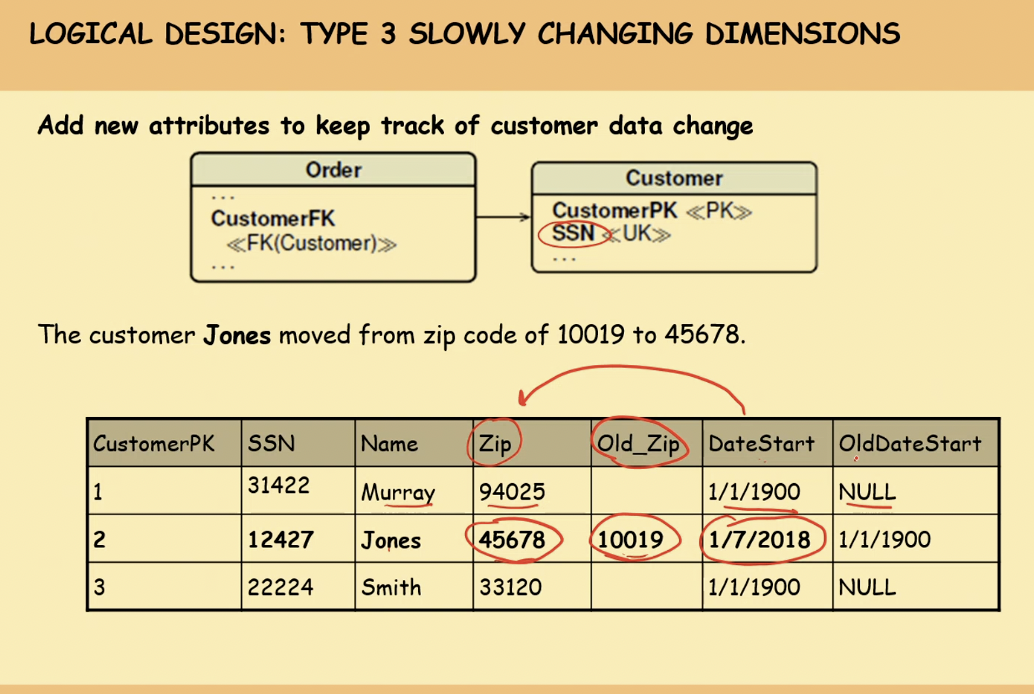 LOGICAL DESIGN: TYPE 3 SLOWLY CHANGING DIMENSIONS
Add new attributes to keep track of customer data change
Order
...
CustomerFK
≪FK(Customer)≫
...
Customer
CustomerPK ≪PK≫
SSN ≪UK≫
...
The customer Jones moved from zip code of 10019 to 45678.
CustomerPK SSN Name Zip Old_Zip DateStart OldDateStart
1 31422 Murray 94025 1/1/1900 NULL
2 12427 Jones 45678 10019 1/7/2018 1/1/1900
3 22224 Smith 33120 1/1/1900 NULL